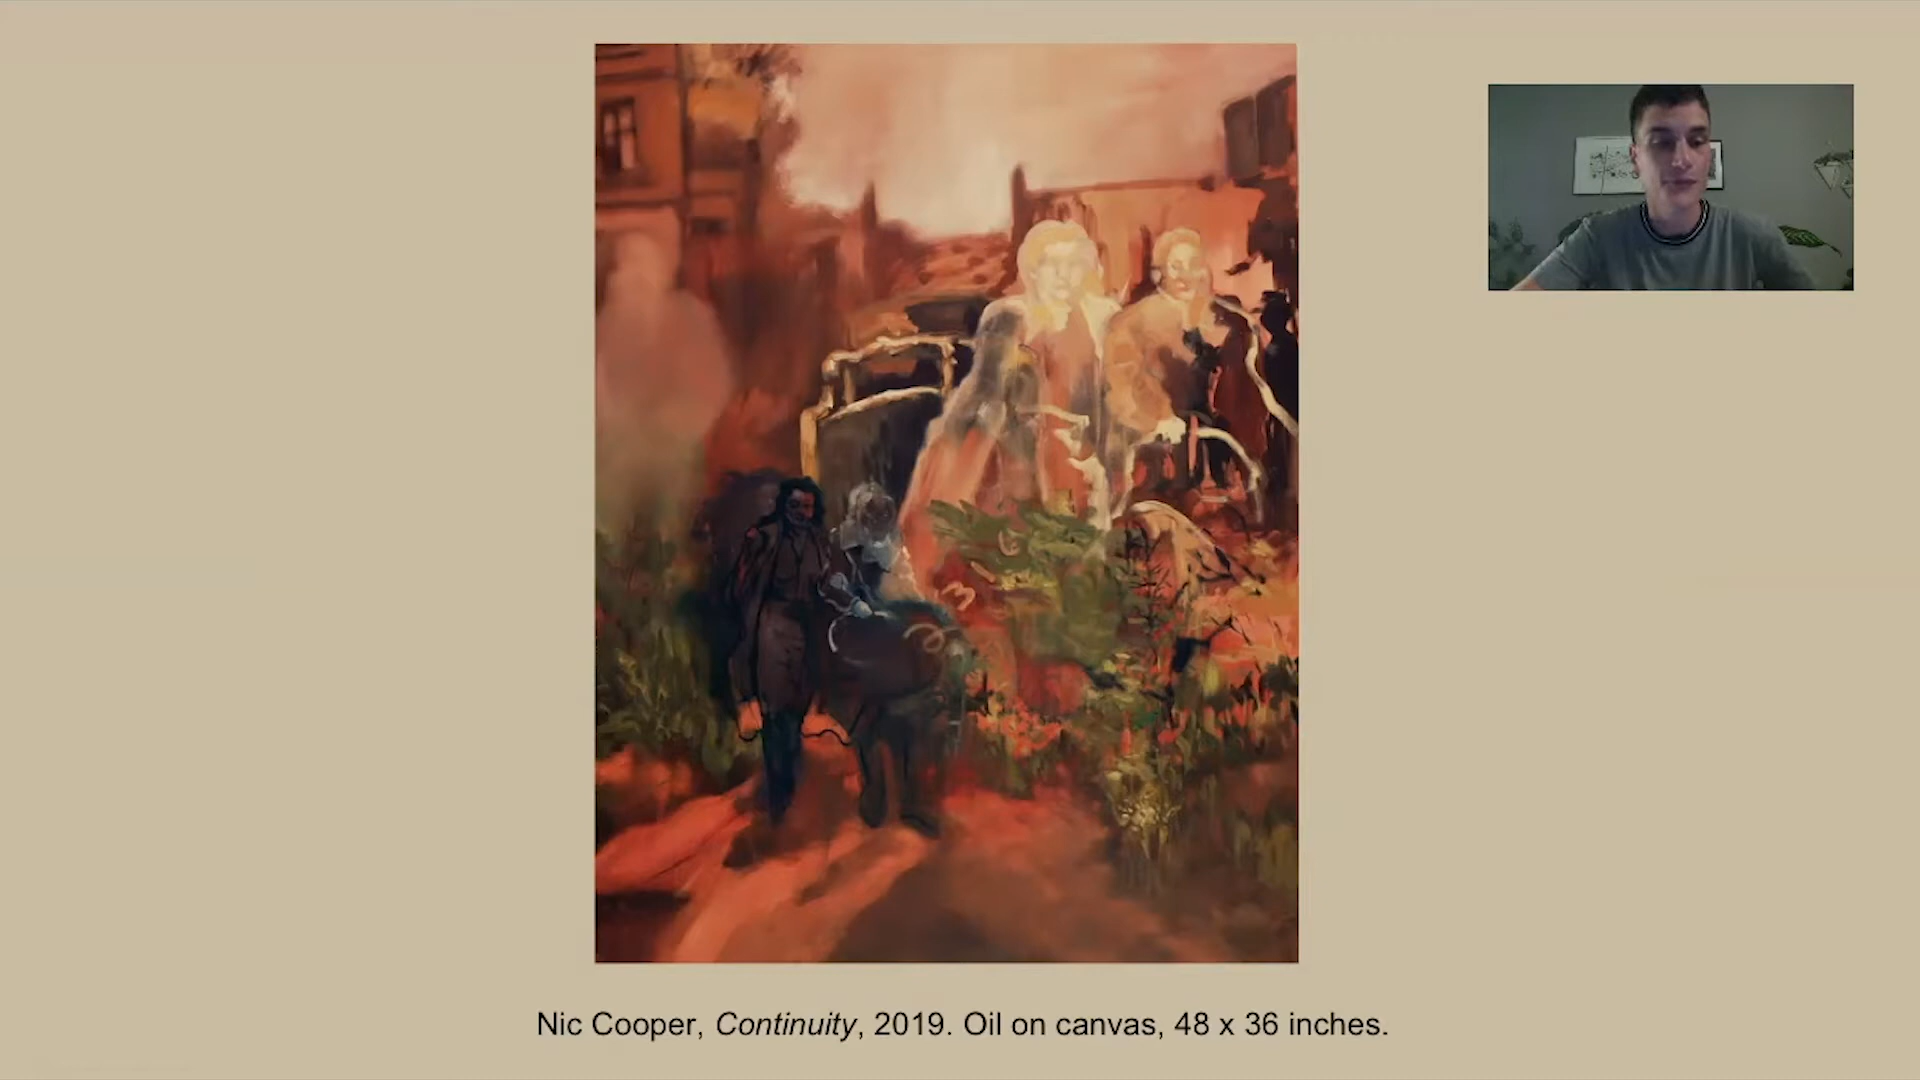 Nic Cooper, Continuity, 2019. Oil on canvas, 48 x 36 inches.